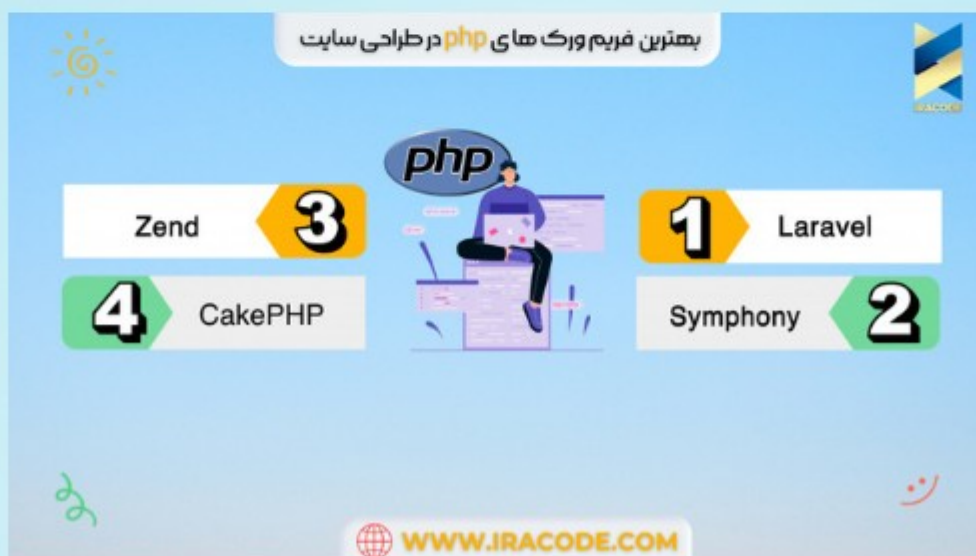 بهترین فریم ورک های php در طراحی سایت
IRACODE
php
1 Laravel
Symphony 2
Zend 3
4 CakePHP
WWW.IRACODE.COM